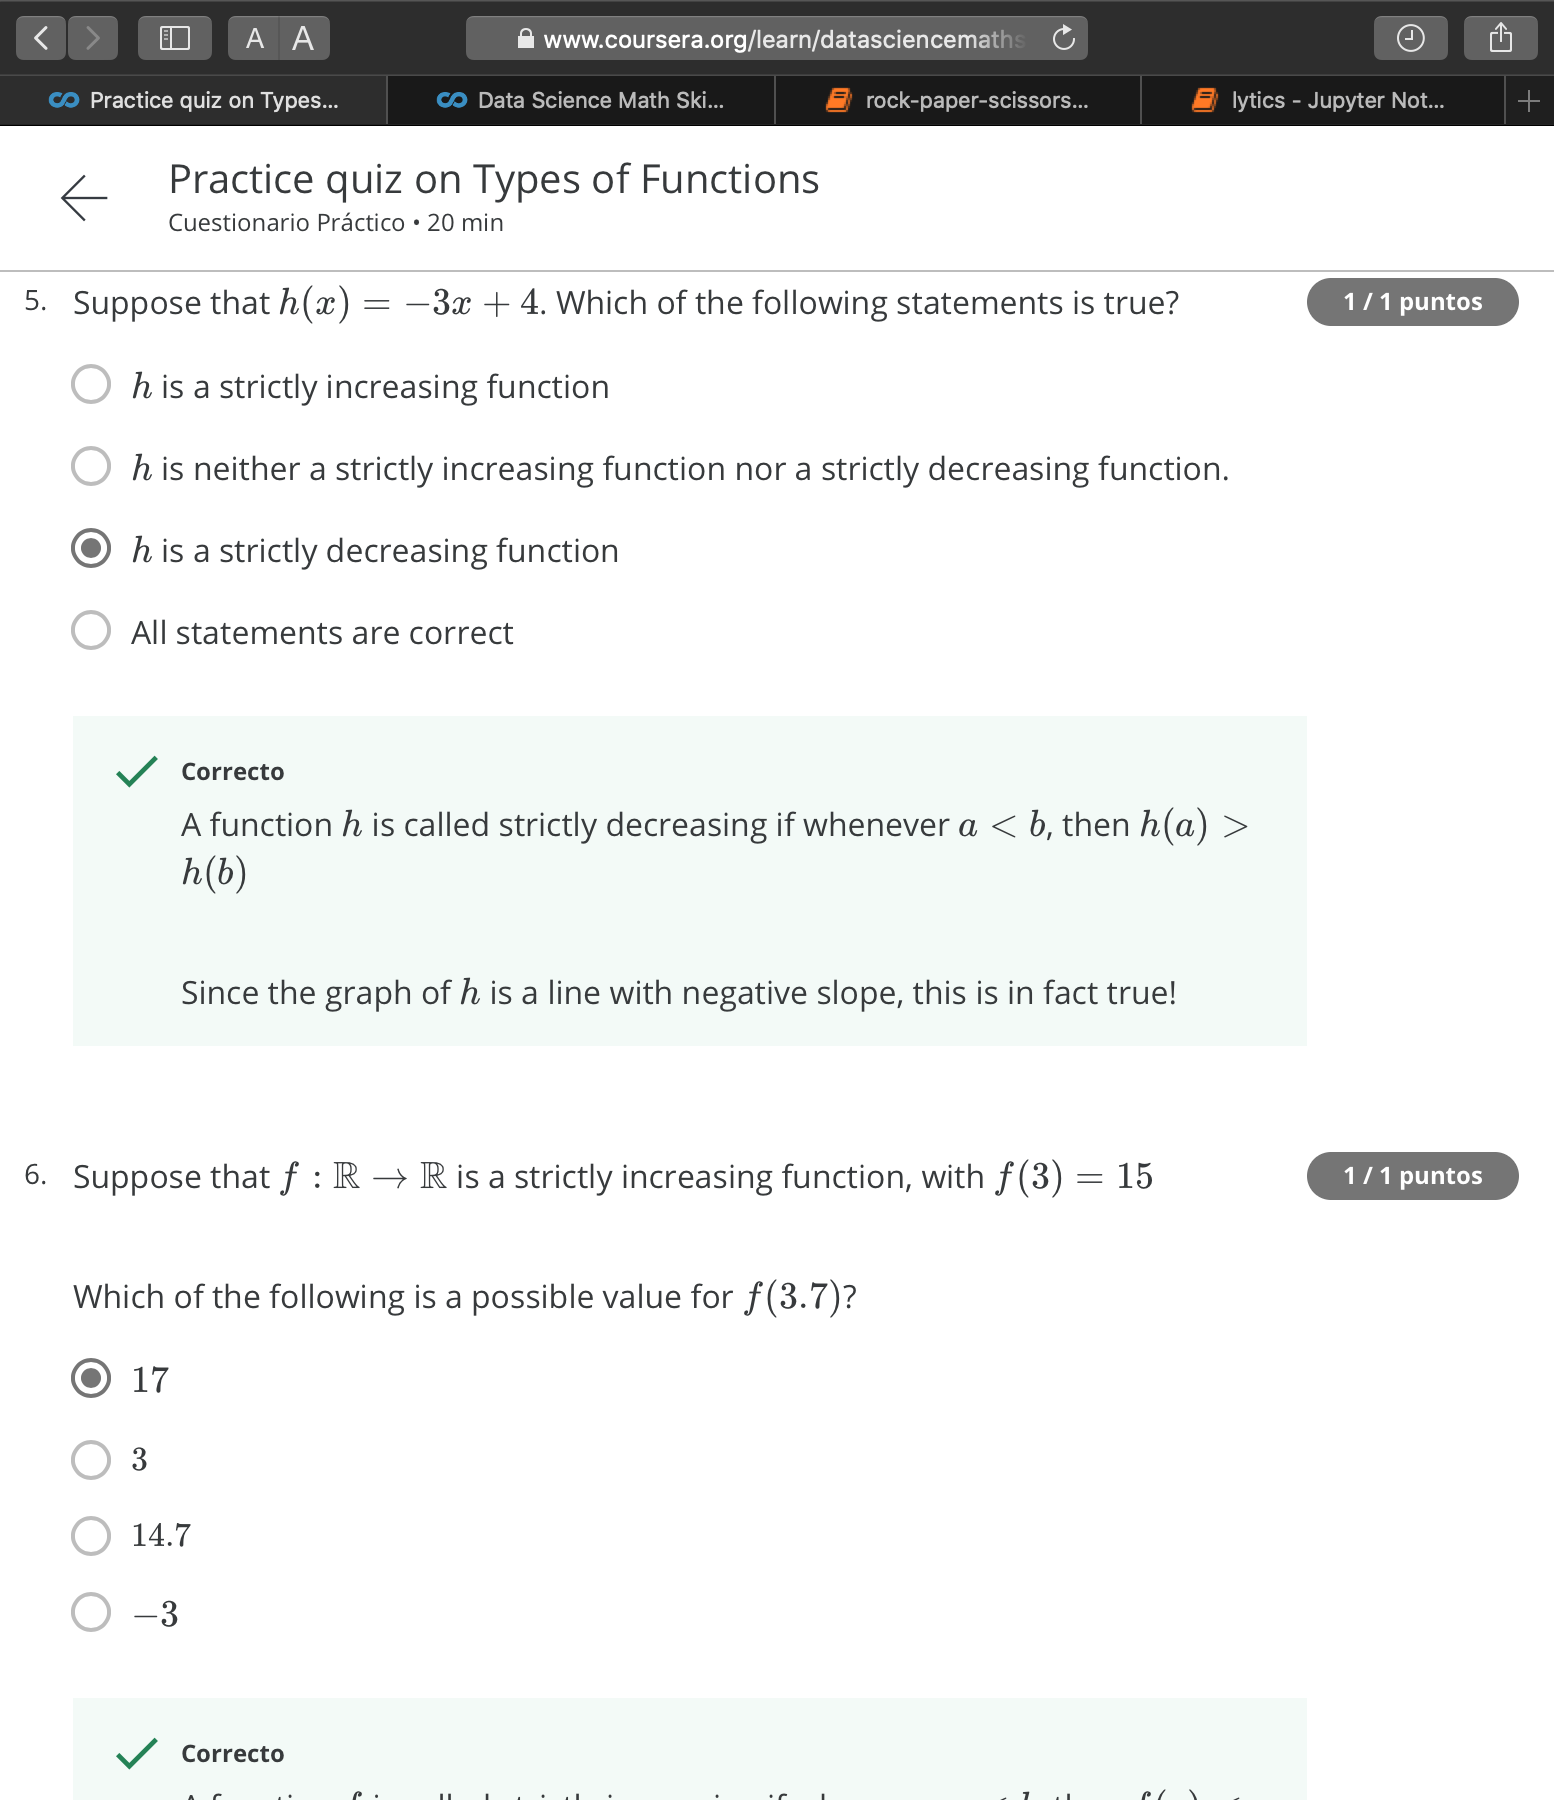 A A
www.coursera.org/learn/datasciencemaths
Practice quiz on Types...
Data Science Math Ski...
rock-paper-scissors...
lytics - Jupyter Not...
Practice quiz on Types of Functions
Cuestionario Práctico • 20 min
5. Suppose that h(x) = −3x + 4. Which of the following statements is true?
1 / 1 puntos
h is a strictly increasing function
h is neither a strictly increasing function nor a strictly decreasing function.
h is a strictly decreasing function
All statements are correct
Correcto
A function h is called strictly decreasing if whenever a < b, then h(a) >
h(b)
Since the graph of h is a line with negative slope, this is in fact true!
6. Suppose that f : ℝ → ℝ is a strictly increasing function, with f(3) = 15
1 / 1 puntos
Which of the following is a possible value for f(3.7)?
17
3
14.7
−3
Correcto